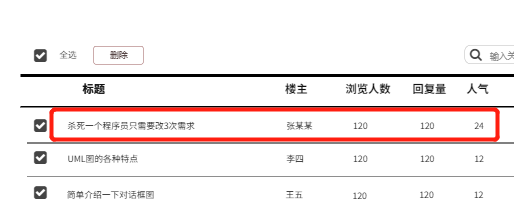 全选 删除 输入关
标题 楼主 浏览人数 回复量 人气
杀死一个程序员只需要改3次需求 张某某 120 120 24
UML图的各种特点 李四 120 120 12
简单介绍一下对话框图 王五 120 120 12